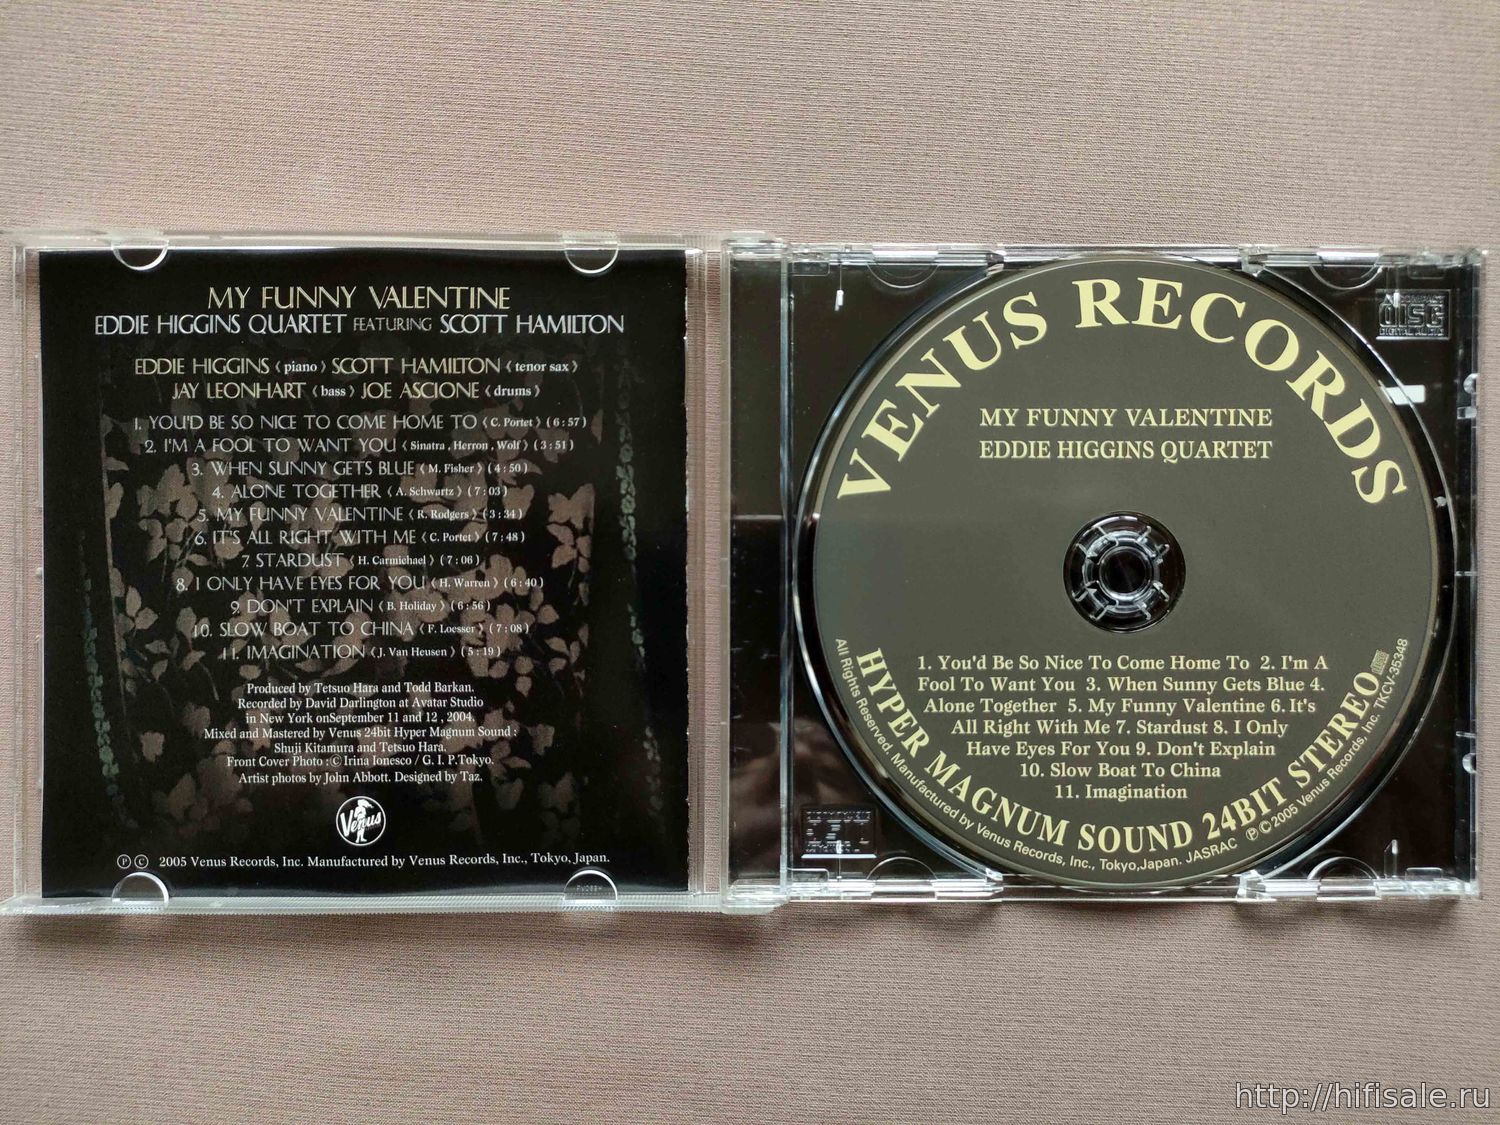 MY FUNNY VALENTINE
EDDIE HIGGINS QUARTET FEATURING SCOTT HAMILTON
EDDIE HIGGINS《piano》SCOTT HAMILTON《tenor sax》
JAY LEONHART《bass》JOE ASCIONE《drums》
1. YOU'D BE SO NICE TO COME HOME TO《C. Portet》(6:57)
2. I'M A FOOL TO WANT YOU《Sinatra, Herron, Wolf》(3:51)
3. WHEN SUNNY GETS BLUE《M. Fisher》(4:50)
4. ALONE TOGETHER《A. Schwartz》(7:03)
5. MY FUNNY VALENTINE《R. Rodgers》(3:34)
6. IT'S ALL RIGHT WITH ME《C. Portet》(7:48)
7. STARDUST《H. Carmichael》(7:06)
8. I ONLY HAVE EYES FOR YOU《H. Warren》(6:40)
9. DON'T EXPLAIN《B. Holiday》(6:56)
10. SLOW BOAT TO CHINA《F. Loesser》(7:08)
11. IMAGINATION《J. Van Heusen》(5:19)
Produced by Tetsuo Hara and Todd Barkan.
Recorded by David Darlington at Avatar Studio
in New York onSeptember 11 and 12, 2004.
Mixed and Mastered by Venus 24bit Hyper Magnum Sound:
Shuji Kitamura and Tetsuo Hara.
Front Cover Photo:Ⓒ Irina Ionesco / G. I. P.Tokyo.
Artist photos by John Abbott. Designed by Taz.
Venus
Ⓟ Ⓒ 2005 Venus Records, Inc. Manufactured by Venus Records, Inc., Tokyo, Japan.
VENUS RECORDS
MY FUNNY VALENTINE
EDDIE HIGGINS QUARTET
1. You'd Be So Nice To Come Home To 2. I'm A
Fool To Want You 3. When Sunny Gets Blue 4.
Alone Together 5. My Funny Valentine 6. It's
All Right With Me 7. Stardust 8. I Only
Have Eyes For You 9. Don't Explain
10. Slow Boat To China
11. Imagination
HYPER MAGNUM SOUND 24BIT STEREO
All Rights Reserved. Manufactured by Venus Records, Inc., Tokyo,Japan. JASRAC ⓅⒸ2005 Venus Records, Inc. TKCV-35348
COMPACT
DISC
DIGITAL AUDIO
http://hifisale.ru